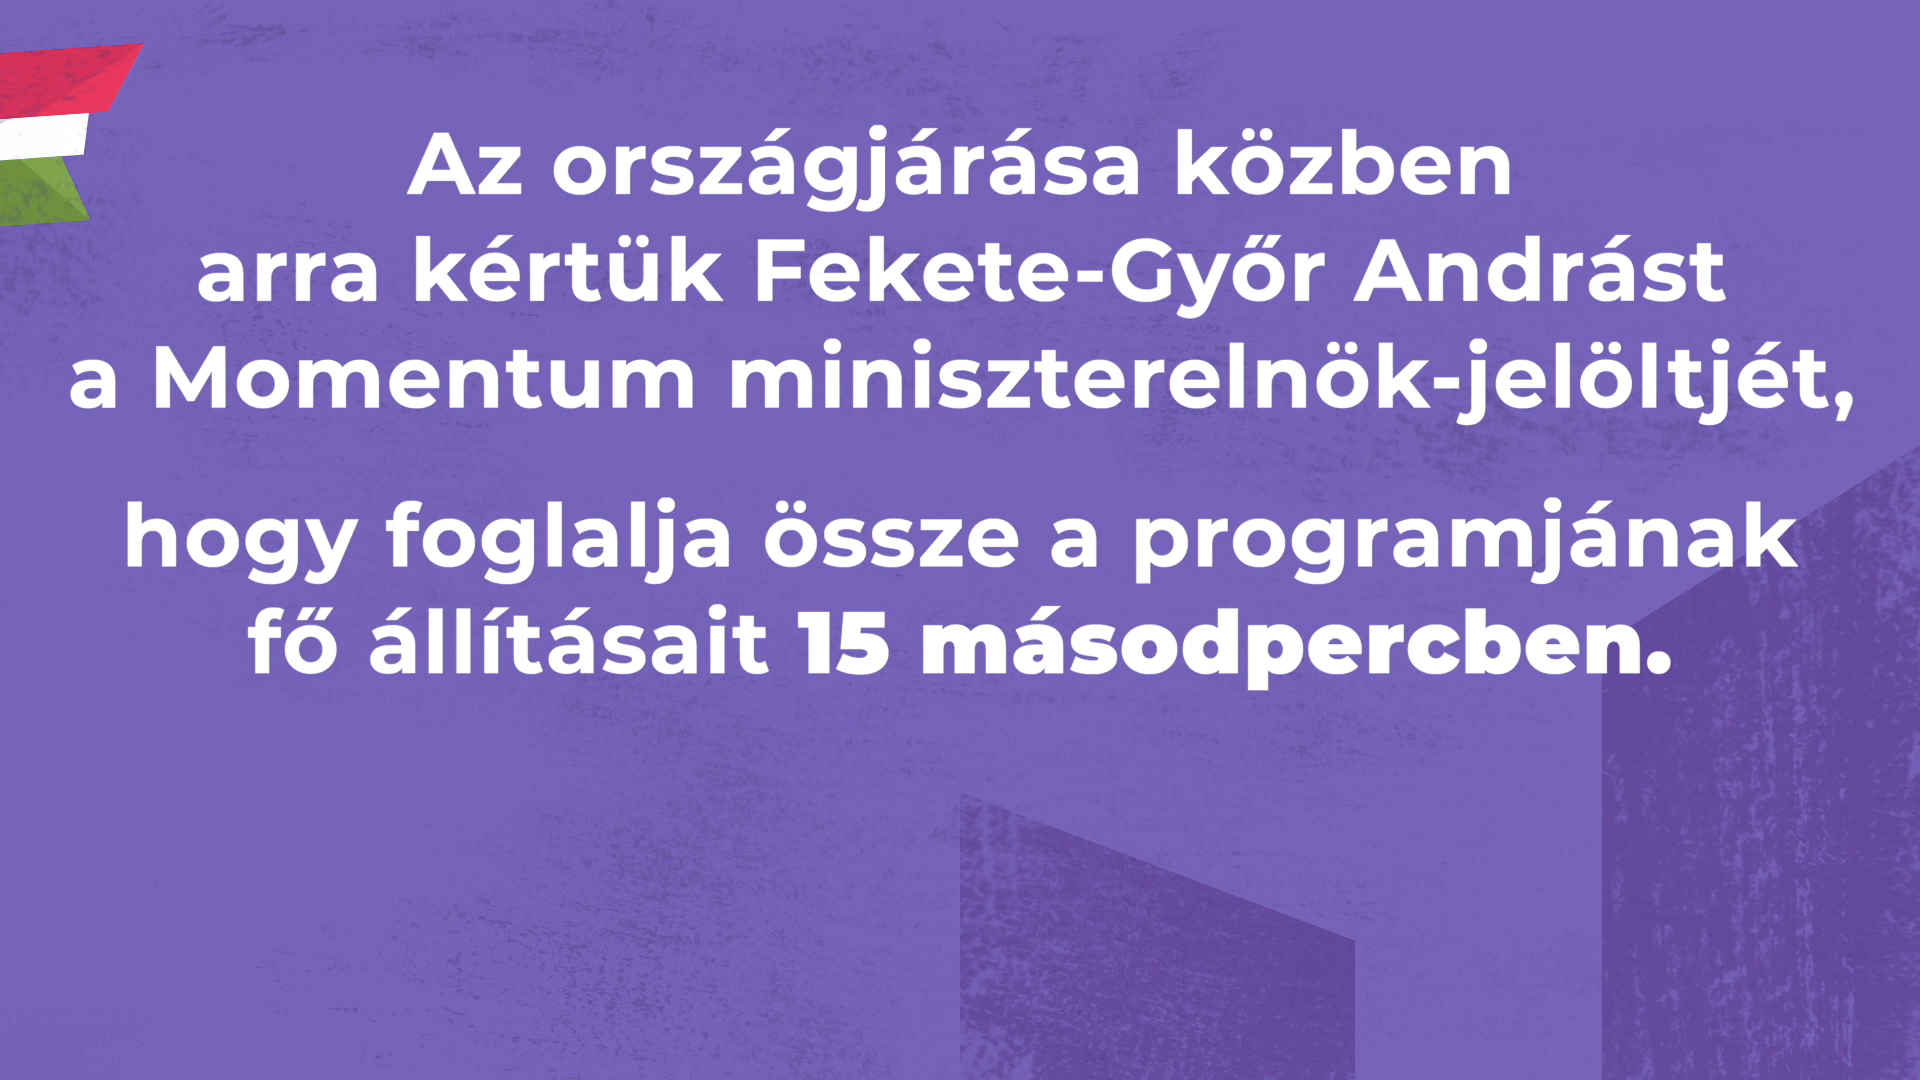 Az országjárása közben
arra kértük Fekete-Győr Andrást
a Momentum miniszterelnök-jelöltjét,
hogy foglalja össze a programjának
fő állításait 15 másodpercben.